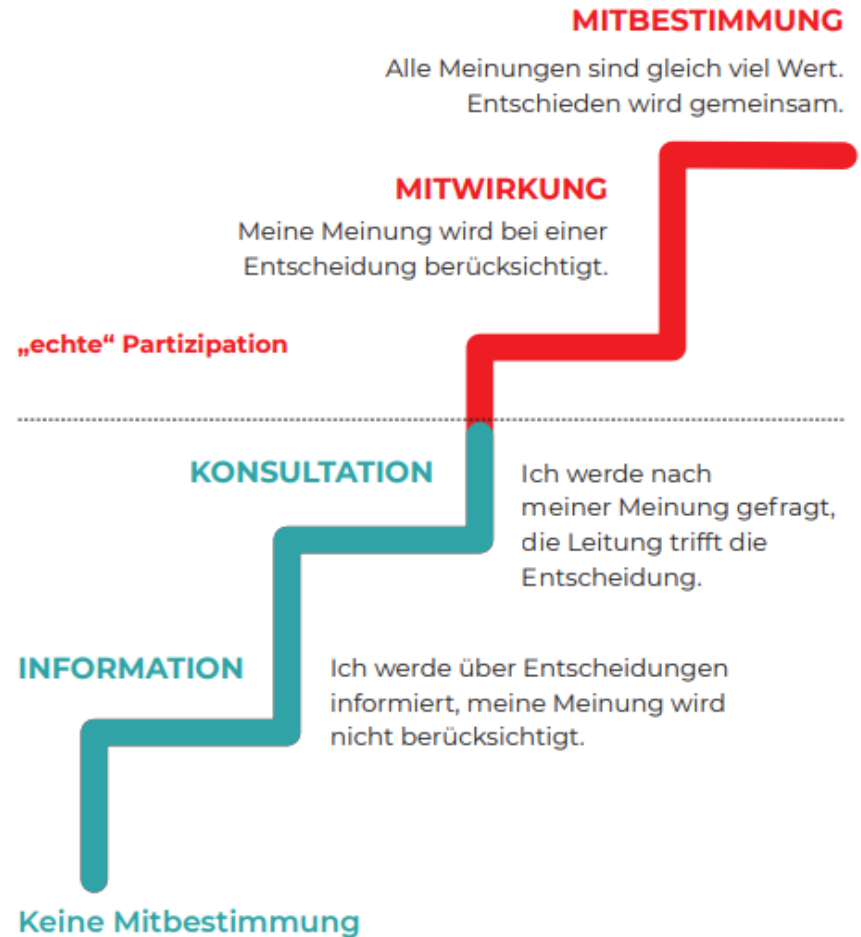 MITBESTIMMUNG
Alle Meinungen sind gleich viel Wert.
Entschieden wird gemeinsam.
MITWIRKUNG
Meine Meinung wird bei einer
Entscheidung berücksichtigt.
„echte“ Partizipation
KONSULTATION
Ich werde nach
meiner Meinung gefragt,
die Leitung trifft die
Entscheidung.
INFORMATION
Ich werde über Entscheidungen
informiert, meine Meinung wird
nicht berücksichtigt.
Keine Mitbestimmung